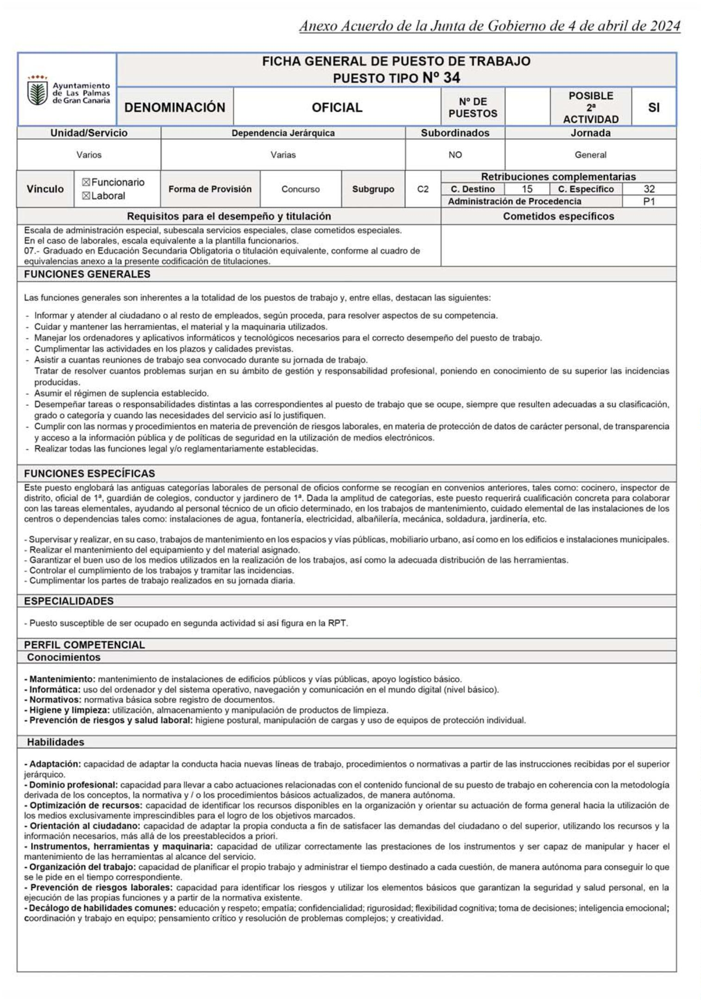 Anexo Acuerdo de la Junta de Gobierno de 4 de abril de 2024
Ayuntamiento
de Las Palmas
de Gran Canaria
FICHA GENERAL DE PUESTO DE TRABAJO
PUESTO TIPO Nº 34
DENOMINACIÓN
OFICIAL
Nº DE
PUESTOS
POSIBLE
2ª
ACTIVIDAD
SI
Unidad/Servicio
Dependencia Jerárquica
Subordinados
Jornada
Varios
Varias
NO
General
Vínculo
☒Funcionario
☒Laboral
Forma de Provisión
Concurso
Subgrupo
C2
Retribuciones complementarias
C. Destino
15
C. Específico
32
Administración de Procedencia
P1
Requisitos para el desempeño y titulación
Cometidos específicos
Escala de administración especial, subescala servicios especiales, clase cometidos especiales.
En el caso de laborales, escala equivalente a la plantilla funcionarios.
07.- Graduado en Educación Secundaria Obligatoria o titulación equivalente, conforme al cuadro de
equivalencias anexo a la presente codificación de titulaciones.
FUNCIONES GENERALES
Las funciones generales son inherentes a la totalidad de los puestos de trabajo y, entre ellas, destacan las siguientes:
- Informar y atender al ciudadano o al resto de empleados, según proceda, para resolver aspectos de su competencia.
- Cuidar y mantener las herramientas, el material y la maquinaria utilizados.
- Manejar los ordenadores y aplicativos informáticos y tecnológicos necesarios para el correcto desempeño del puesto de trabajo.
- Cumplimentar las actividades en los plazos y calidades previstas.
- Asistir a cuantas reuniones de trabajo sea convocado durante su jornada de trabajo.
Tratar de resolver cuantos problemas surjan en su ámbito de gestión y responsabilidad profesional, poniendo en conocimiento de su superior las incidencias
producidas.
- Asumir el régimen de suplencia establecido.
- Desempeñar tareas o responsabilidades distintas a las correspondientes al puesto de trabajo que se ocupe, siempre que resulten adecuadas a su clasificación,
grado o categoría y cuando las necesidades del servicio así lo justifiquen.
- Cumplir con las normas y procedimientos en materia de prevención de riesgos laborales, en materia de protección de datos de carácter personal, de transparencia
y acceso a la información pública y de políticas de seguridad en la utilización de medios electrónicos.
- Realizar todas las funciones legal y/o reglamentariamente establecidas.
FUNCIONES ESPECÍFICAS
Este puesto englobará las antiguas categorías laborales de personal de oficios conforme se recogían en convenios anteriores, tales como: cocinero, inspector de
distrito, oficial de 1ª, guardián de colegios, conductor y jardinero de 1ª. Dada la amplitud de categorías, este puesto requerirá cualificación concreta para colaborar
con las tareas elementales, ayudando al personal técnico de un oficio determinado, en los trabajos de mantenimiento, cuidado elemental de las instalaciones de los
centros o dependencias tales como: instalaciones de agua, fontanería, electricidad, albañilería, mecánica, soldadura, jardinería, etc.
- Supervisar y realizar, en su caso, trabajos de mantenimiento en los espacios y vías públicas, mobiliario urbano, así como en los edificios e instalaciones municipales.
- Realizar el mantenimiento del equipamiento y del material asignado.
- Garantizar el buen uso de los medios utilizados en la realización de los trabajos, así como la adecuada distribución de las herramientas.
- Controlar el cumplimiento de los trabajos y tramitar las incidencias.
- Cumplimentar los partes de trabajo realizados en su jornada diaria.
ESPECIALIDADES
- Puesto susceptible de ser ocupado en segunda actividad si así figura en la RPT.
PERFIL COMPETENCIAL
Conocimientos
- Mantenimiento: mantenimiento de instalaciones de edificios públicos y vías públicas, apoyo logístico básico.
- Informática: uso del ordenador y del sistema operativo, navegación y comunicación en el mundo digital (nivel básico).
- Normativos: normativa básica sobre registro de documentos.
- Higiene y limpieza: utilización, almacenamiento y manipulación de productos de limpieza.
- Prevención de riesgos y salud laboral: higiene postural, manipulación de cargas y uso de equipos de protección individual.
Habilidades
- Adaptación: capacidad de adaptar la conducta hacia nuevas líneas de trabajo, procedimientos o normativas a partir de las instrucciones recibidas por el superior
jerárquico.
- Dominio profesional: capacidad para llevar a cabo actuaciones relacionadas con el contenido funcional de su puesto de trabajo en coherencia con la metodología
derivada de los conceptos, la normativa y / o los procedimientos básicos actualizados, de manera autónoma.
- Optimización de recursos: capacidad de identificar los recursos disponibles en la organización y orientar su actuación de forma general hacia la utilización de
los medios exclusivamente imprescindibles para el logro de los objetivos marcados.
- Orientación al ciudadano: capacidad de adaptar la propia conducta a fin de satisfacer las demandas del ciudadano o del superior, utilizando los recursos y la
información necesarios, más allá de los preestablecidos a priori.
- Instrumentos, herramientas y maquinaria: capacidad de utilizar correctamente las prestaciones de los instrumentos y ser capaz de manipular y hacer el
mantenimiento de las herramientas al alcance del servicio.
- Organización del trabajo: capacidad de planificar el propio trabajo y administrar el tiempo destinado a cada cuestión, de manera autónoma para conseguir lo que
se le pide en el tiempo correspondiente.
- Prevención de riesgos laborales: capacidad para identificar los riesgos y utilizar los elementos básicos que garantizan la seguridad y salud personal, en la
ejecución de las propias funciones y a partir de la normativa existente.
- Decálogo de habilidades comunes: educación y respeto; empatía; confidencialidad; rigurosidad; flexibilidad cognitiva; toma de decisiones; inteligencia emocional;
coordinación y trabajo en equipo; pensamiento crítico y resolución de problemas complejos; y creatividad.